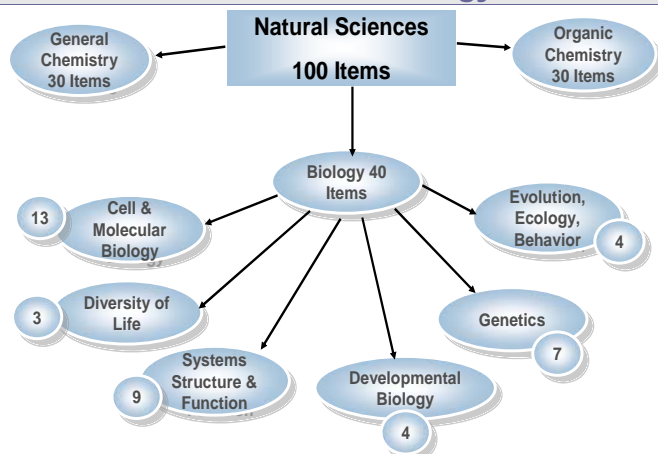 General
Chemistry
30 Items
Natural Sciences
100 Items
Organic
Chemistry
30 Items
Biology 40
Items
13
Cell &
Molecular
Biology
Evolution,
Ecology,
Behavior
4
3
Diversity of
Life
Genetics
7
Systems
Structure &
Function
9
Developmental
Biology
4